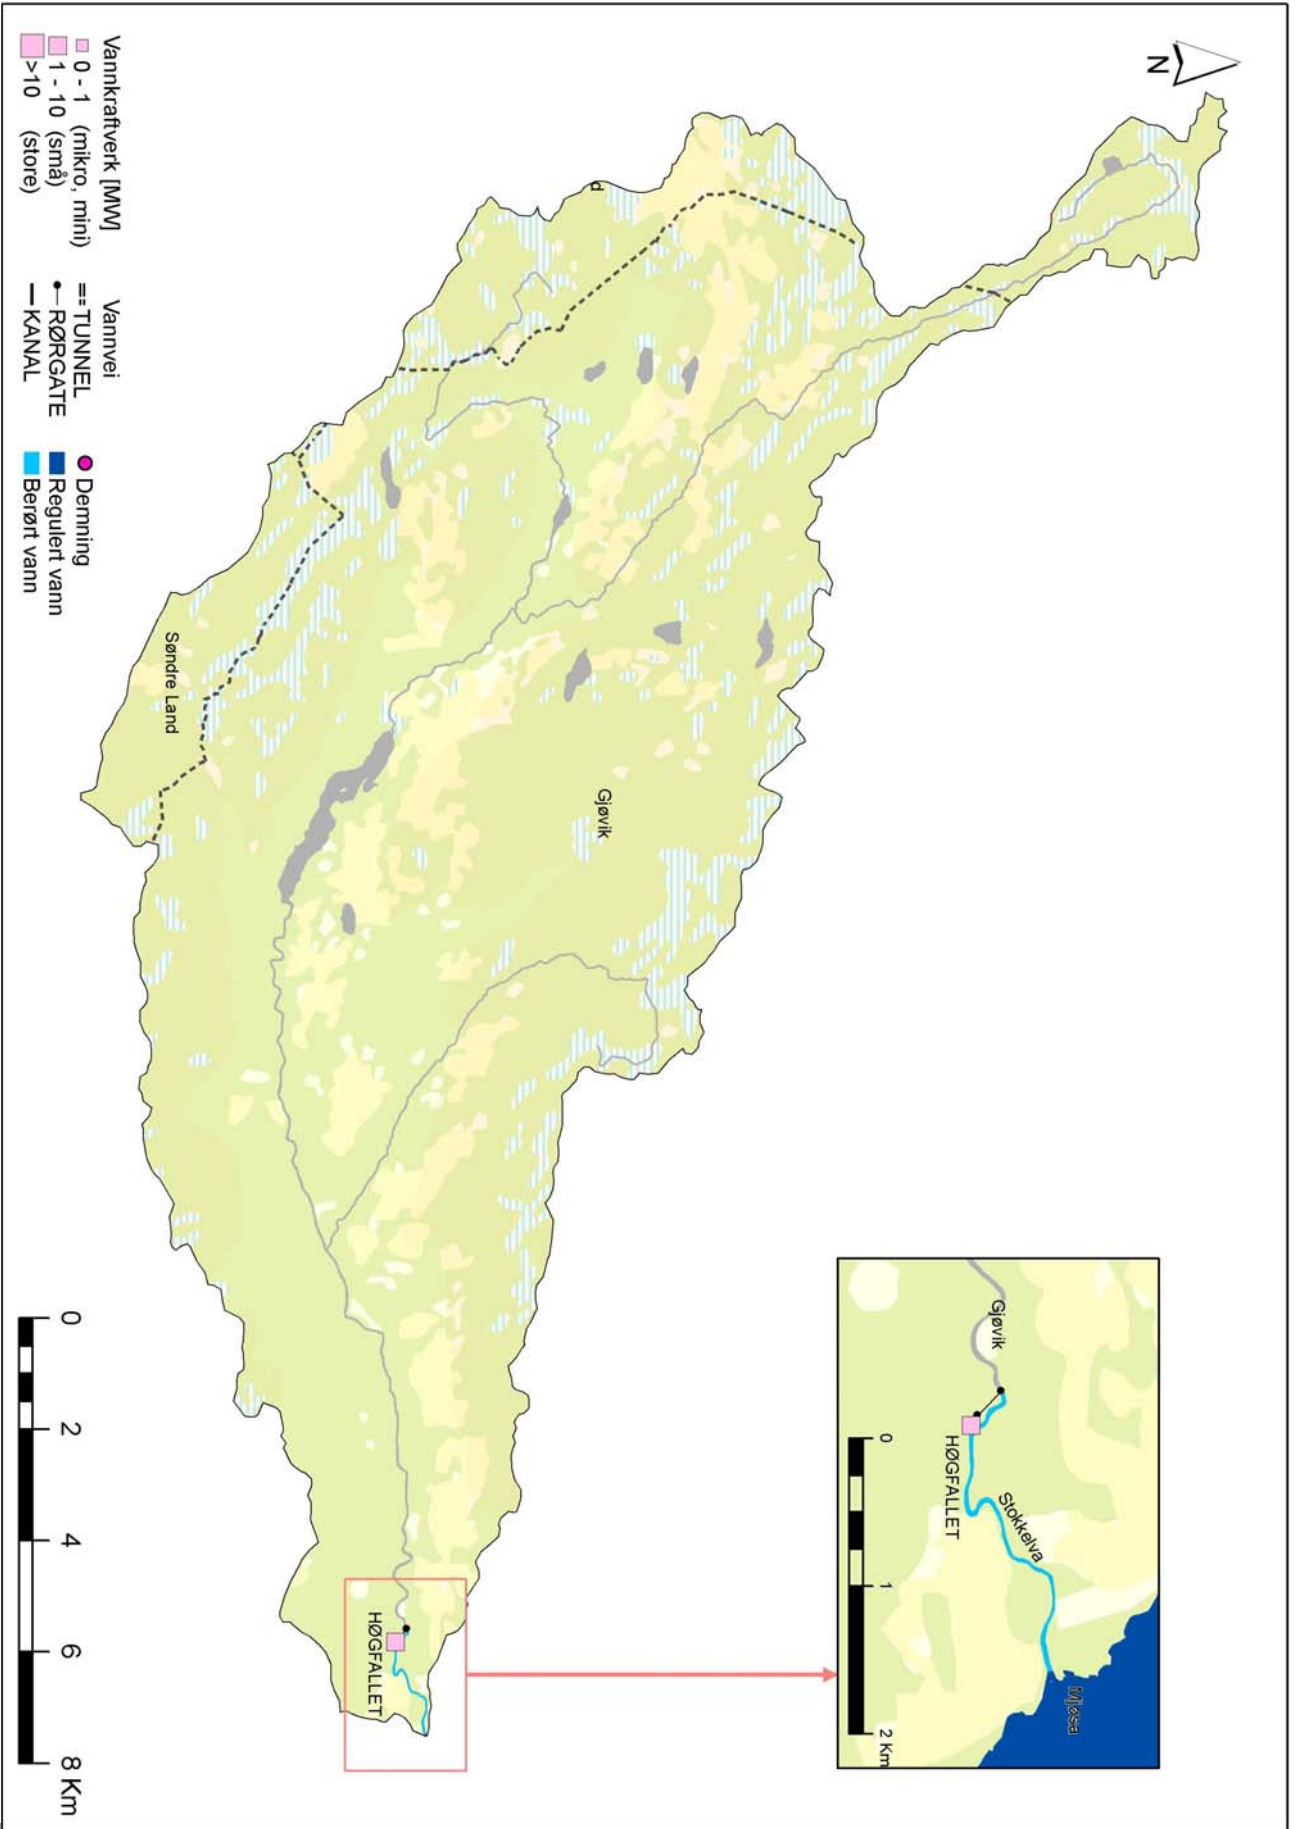 N
Gjøvik
HØGFALLET
Stokkelva
Mjøsa
0 1 2 Km
d
Gjøvik
Søndre Land
HØGFALLET
Vannkraftverk [MW]
0 - 1 (mikro, mini)
1 - 10 (små)
>10 (store)
Vannvei
TUNNEL
RØRGATE
KANAL
Demning
Regulert vann
Berørt vann
0 2 4 6 8 Km